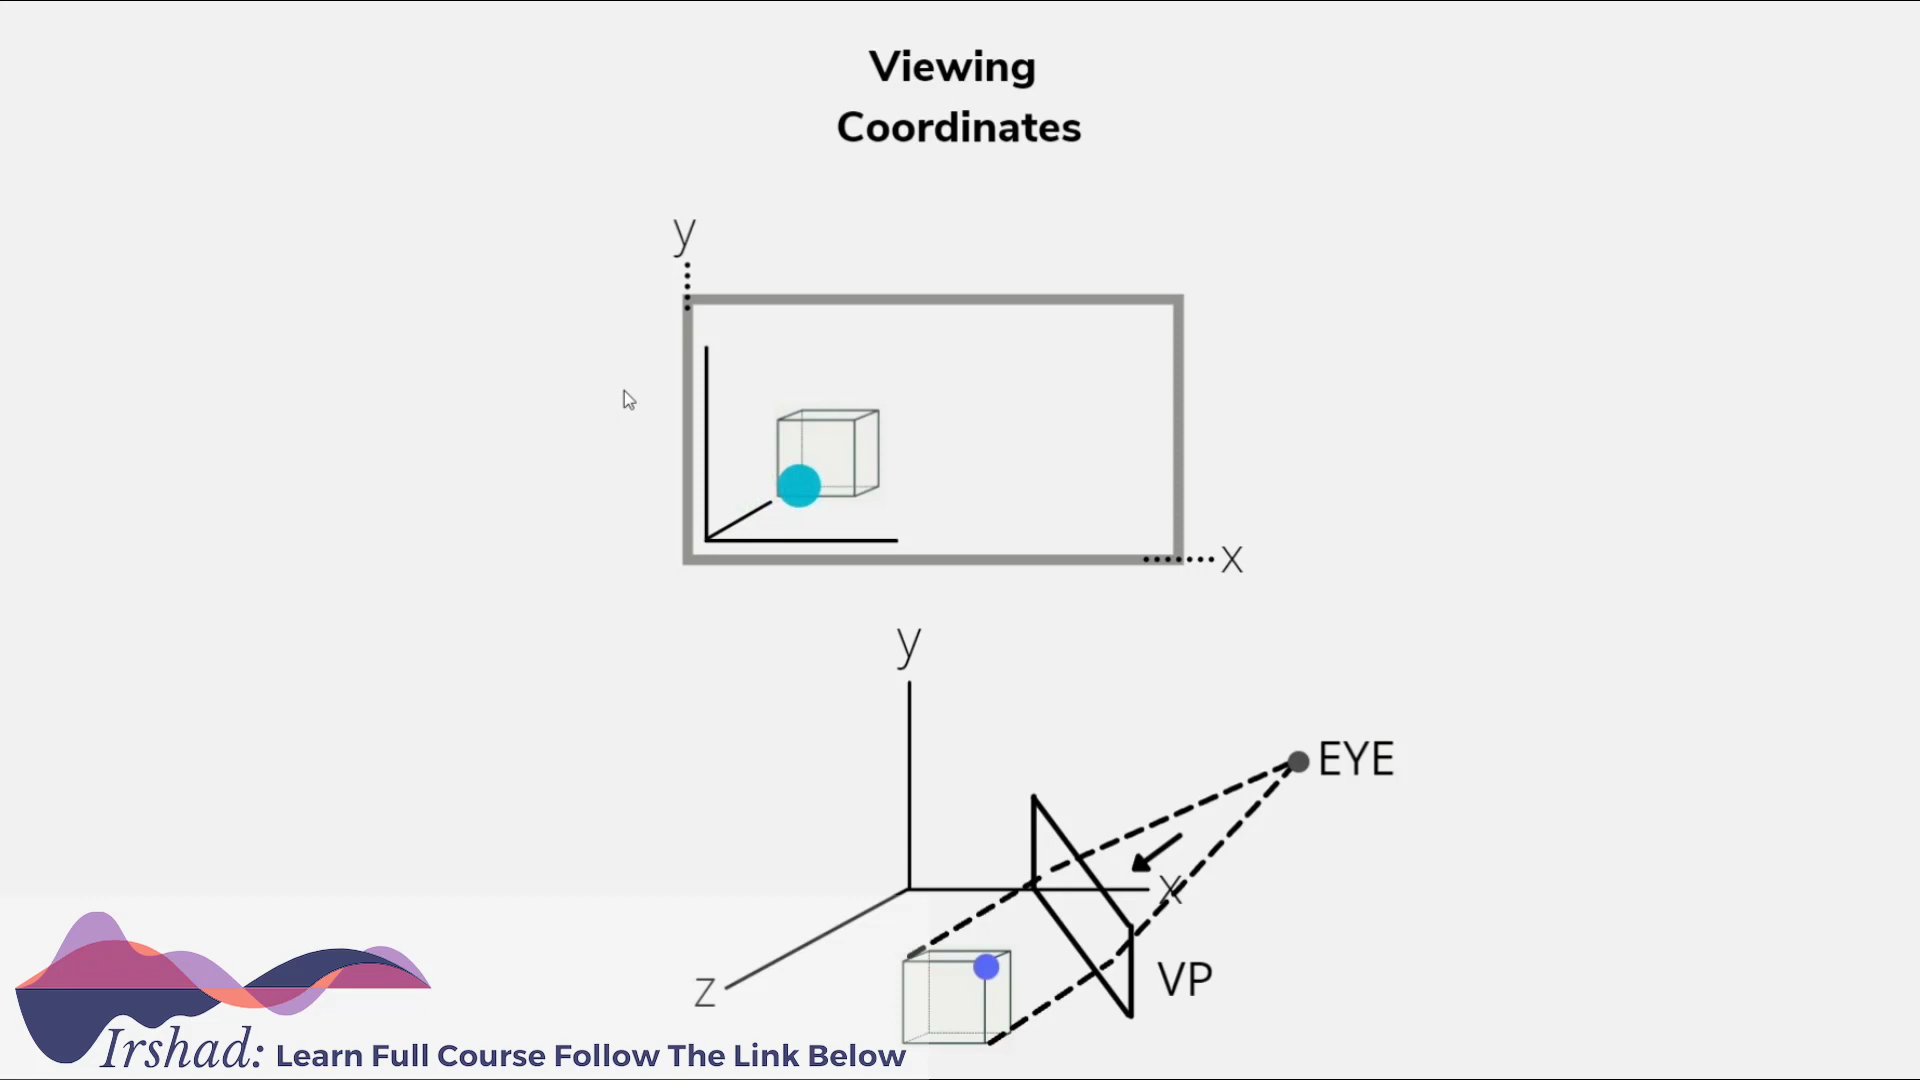 Viewing
Coordinates
y
x
y
EYE
x
VP
z
Irshad: Learn Full Course Follow The Link Below